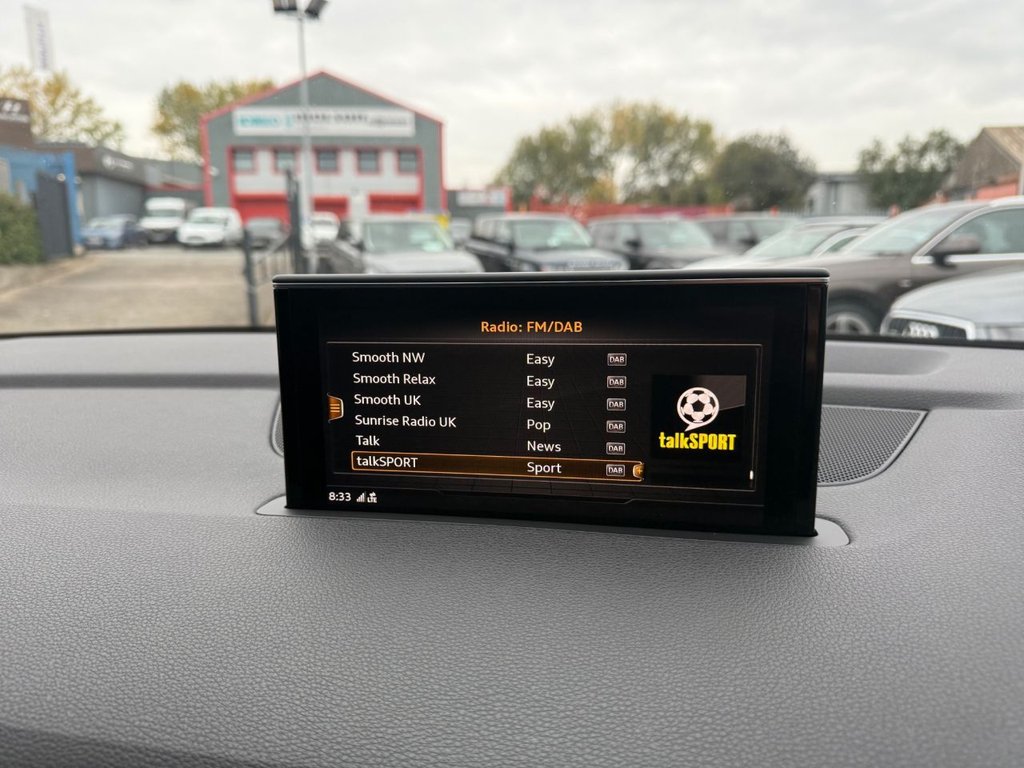 Radio: FM/DAB
Smooth NW Easy DAB
Smooth Relax Easy DAB
Smooth UK Easy DAB
Sunrise Radio UK Pop DAB
Talk News DAB
talkSPORT Sport DAB
talkSPORT
8:33 LTE